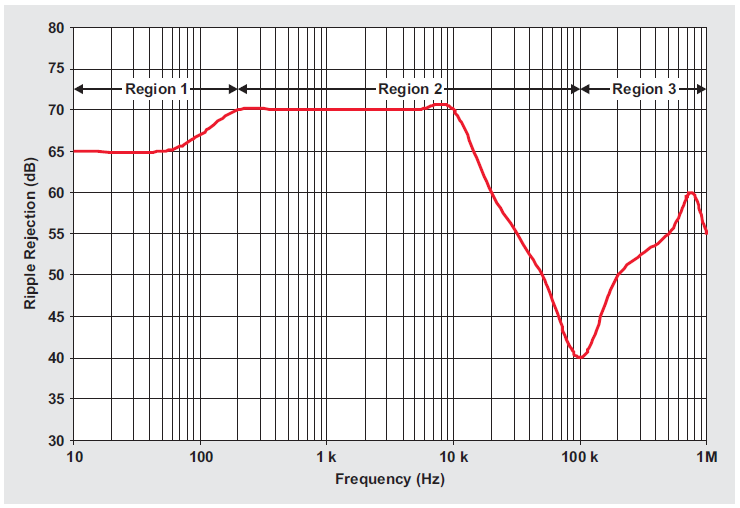 80
75
Region 1
Region 2
Region 3
70
65
60
55
50
45
40
35
30
Ripple Rejection (dB)
10
100
1 k
10 k
100 k
1M
Frequency (Hz)